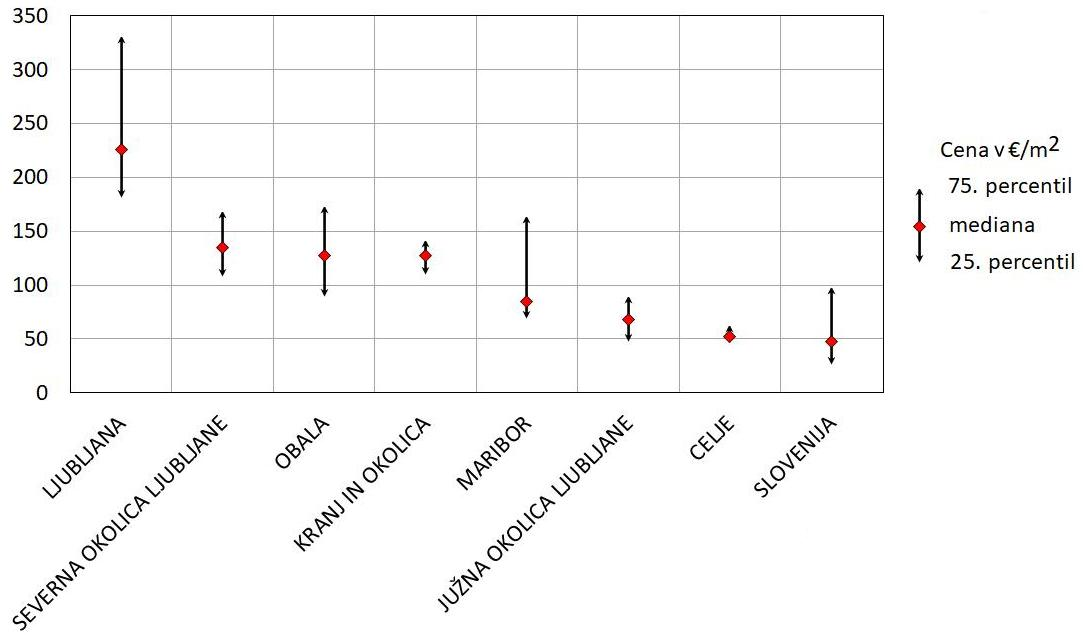 350
300
250
200
150
100
50
0
LJUBLJANA
SEVERNA OKOLICA LJUBLJANE
OBALA
KRANJ IN OKOLICA
MARIBOR
JUŽNA OKOLICA LJUBLJANE
CELJE
SLOVENIJA
Cena v €/m²
75. percentil
mediana
25. percentil